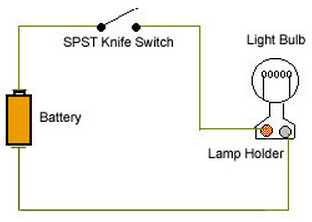 SPST Knife Switch
Light Bulb
Battery
Lamp Holder